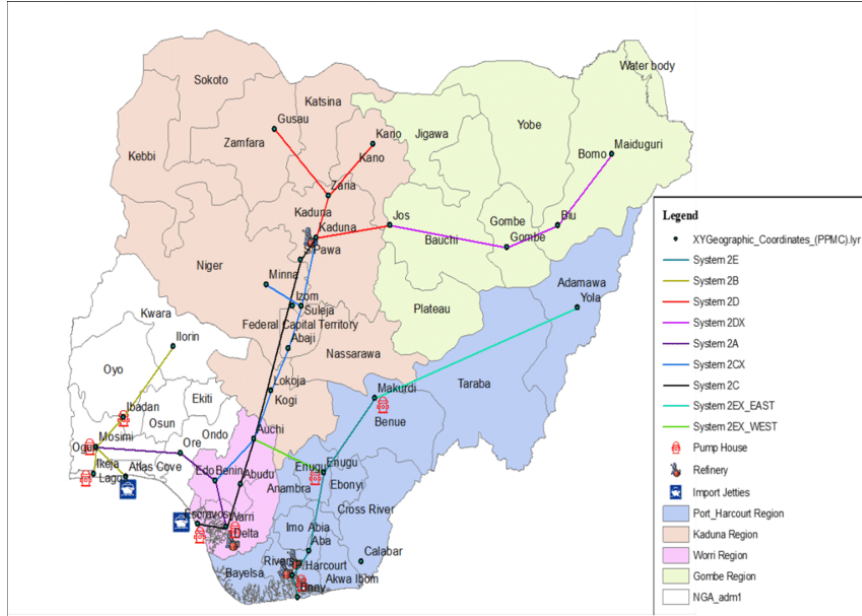 Water body
Sokoto
Katsina
Gusau
Kano
Jigawa
Yobe
Kebbi
Zamfara
Kano
Borno
Maiduguri
Zaria
Kaduna
Kaduna
Jos
Gombe
Biu
S.Pawa
Bauchi
Gombe
Niger
Minna
Adamawa
Izom
Suleja
Plateau
Yola
Kwara
Federal Capital Territory
Ilorin
Abaji
Nassarawa
Oyo
Taraba
Lokoja
Makurdi
Ekiti
Kogi
Ibadan
Benue
Osun
Auchi
Mosimi
Ondo
Ogun
Ore
Enugu
Enugu
Ikeja
Atlas Cove
Edo
Benin
Abudu
Ebonyi
Lagos
Anambra
Cross River
Escravos
Warri
Delta
Imo
Abia
Aba
Calabar
Rivers
P.Harcourt
Bayelsa
Akwa Ibom
Bonny
Legend
XYGeographic_Coordinates_(PPMC).lyr
System 2E
System 2B
System 2D
System 2DX
System 2A
System 2CX
System 2C
System 2EX_EAST
System 2EX_WEST
Pump House
Refinery
Import Jetties
Port_Harcourt Region
Kaduna Region
Worri Region
Gombe Region
NGA_adm1